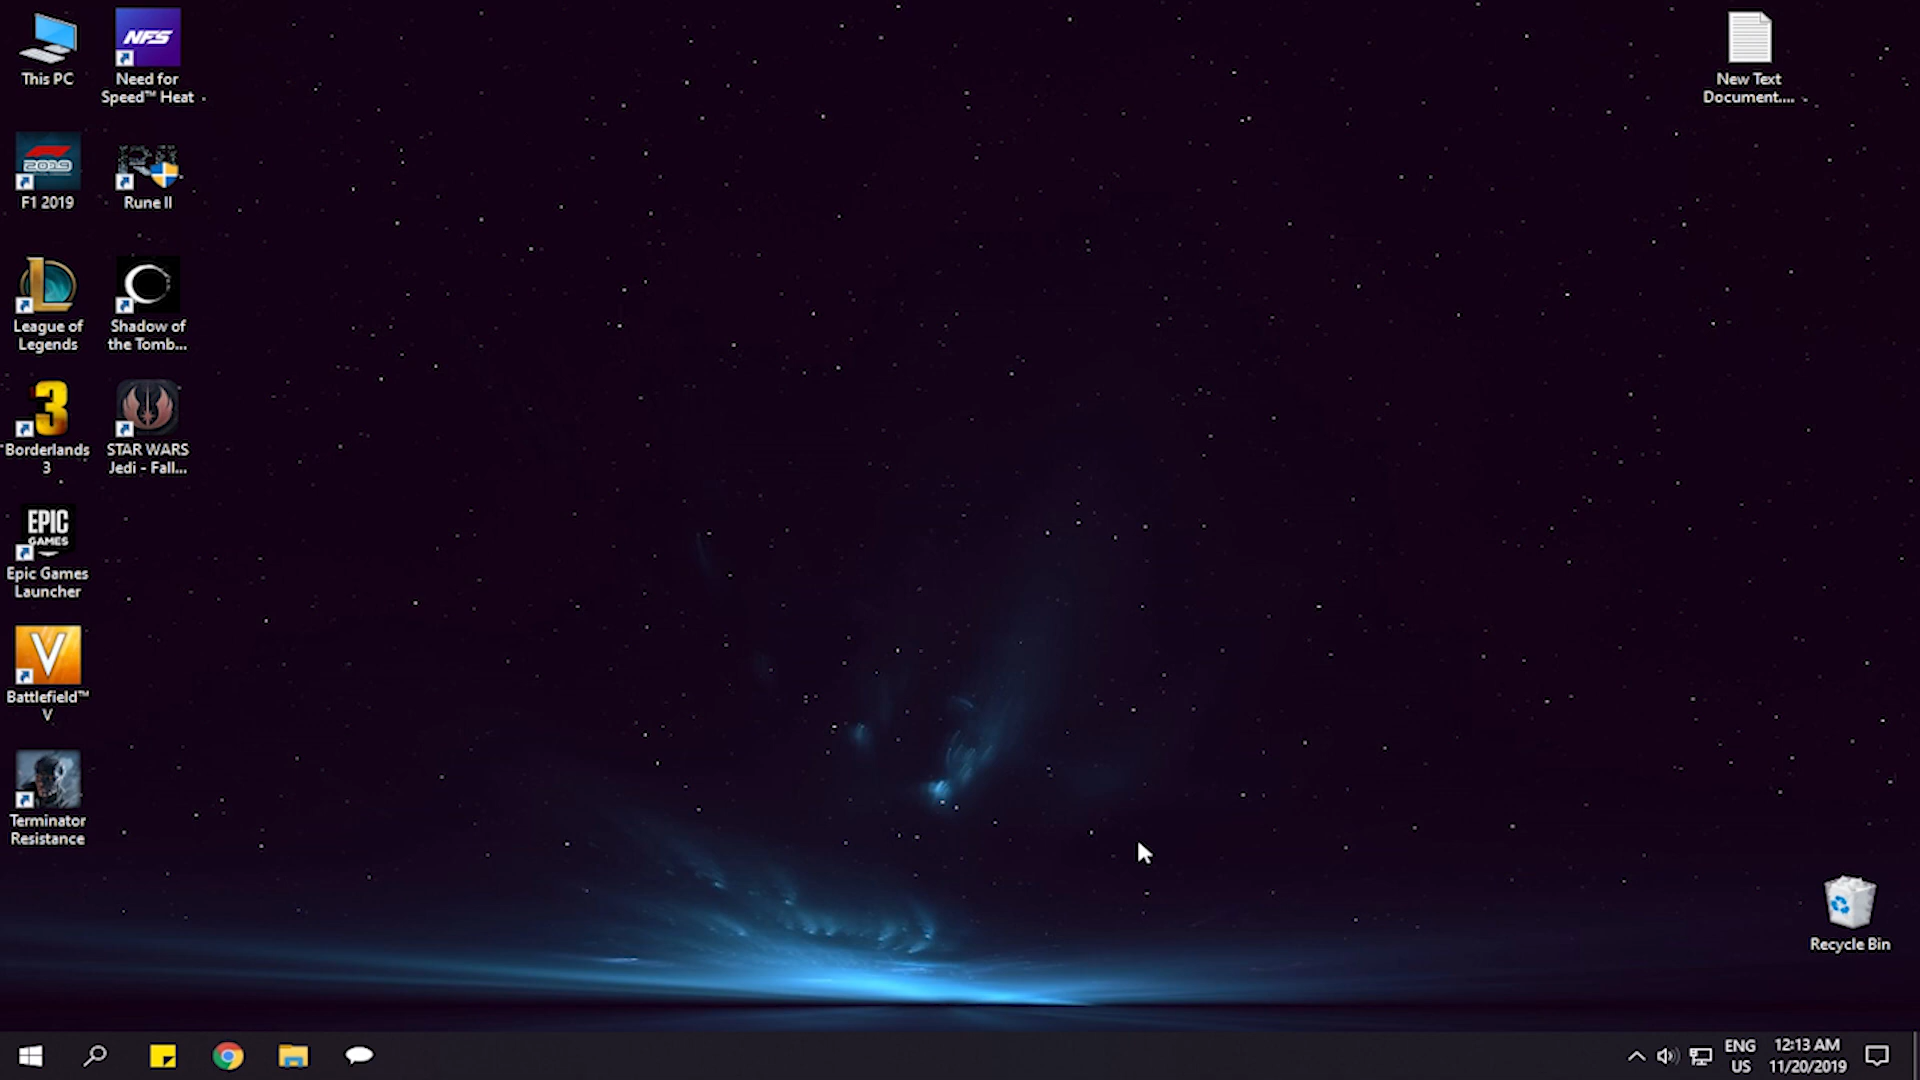 This PC
NFS
Need for
Speed™ Heat
New Text
Document....
2019
F1 2019
Rune II
League of
Legends
Shadow of
the Tomb...
3
Borderlands
3
STAR WARS
Jedi - Fall...
EPIC
GAMES
Epic Games
Launcher
V
Battlefield™
V
Terminator
Resistance
Recycle Bin
ENG
US
12:13 AM
11/20/2019